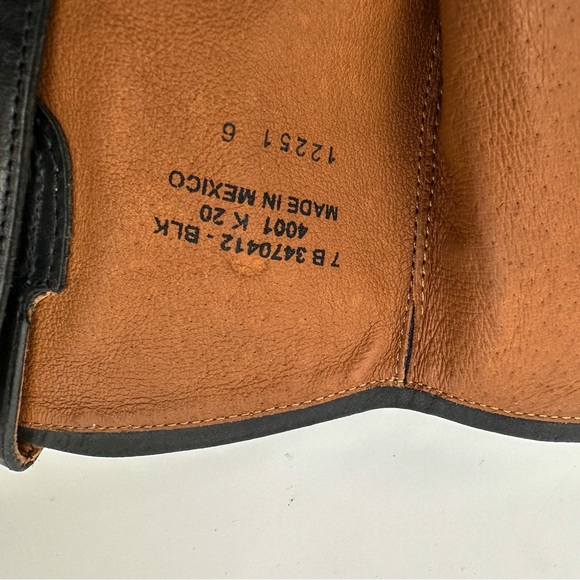 7 B 3470412 - BLK
4001 K 20
MADE IN MEXICO
12251 6